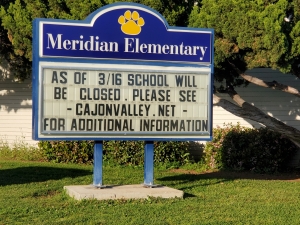 Meridian Elementary
AS OF 3/16 SCHOOL WILL
BE CLOSED. PLEASE SEE
- CAJONVALLEY.NET -
FOR ADDITIONAL INFORMATION